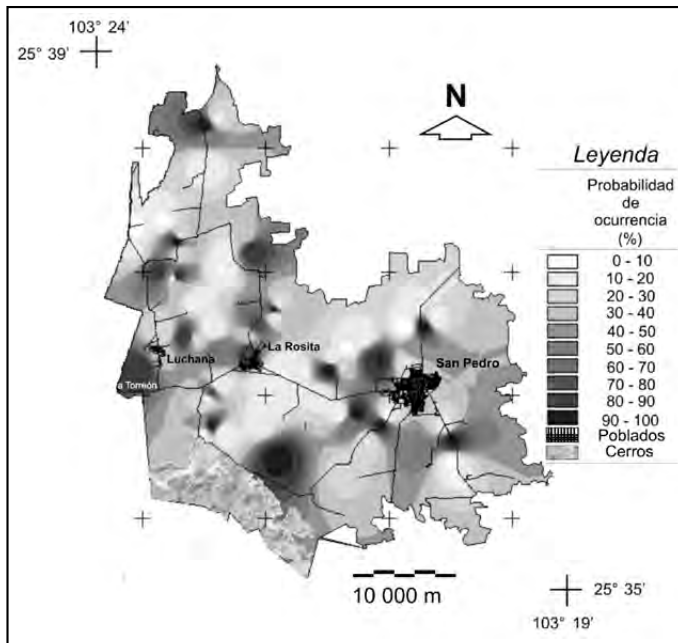 103° 24'
25° 39'
N
Leyenda
Probabilidad
de
ocurrencia
(%)
0 - 10
10 - 20
20 - 30
30 - 40
40 - 50
50 - 60
60 - 70
70 - 80
80 - 90
90 - 100
Poblados
Cerros
La Rosita
Luchana
San Pedro
a Torreón
10 000 m
25° 35'
103° 19'